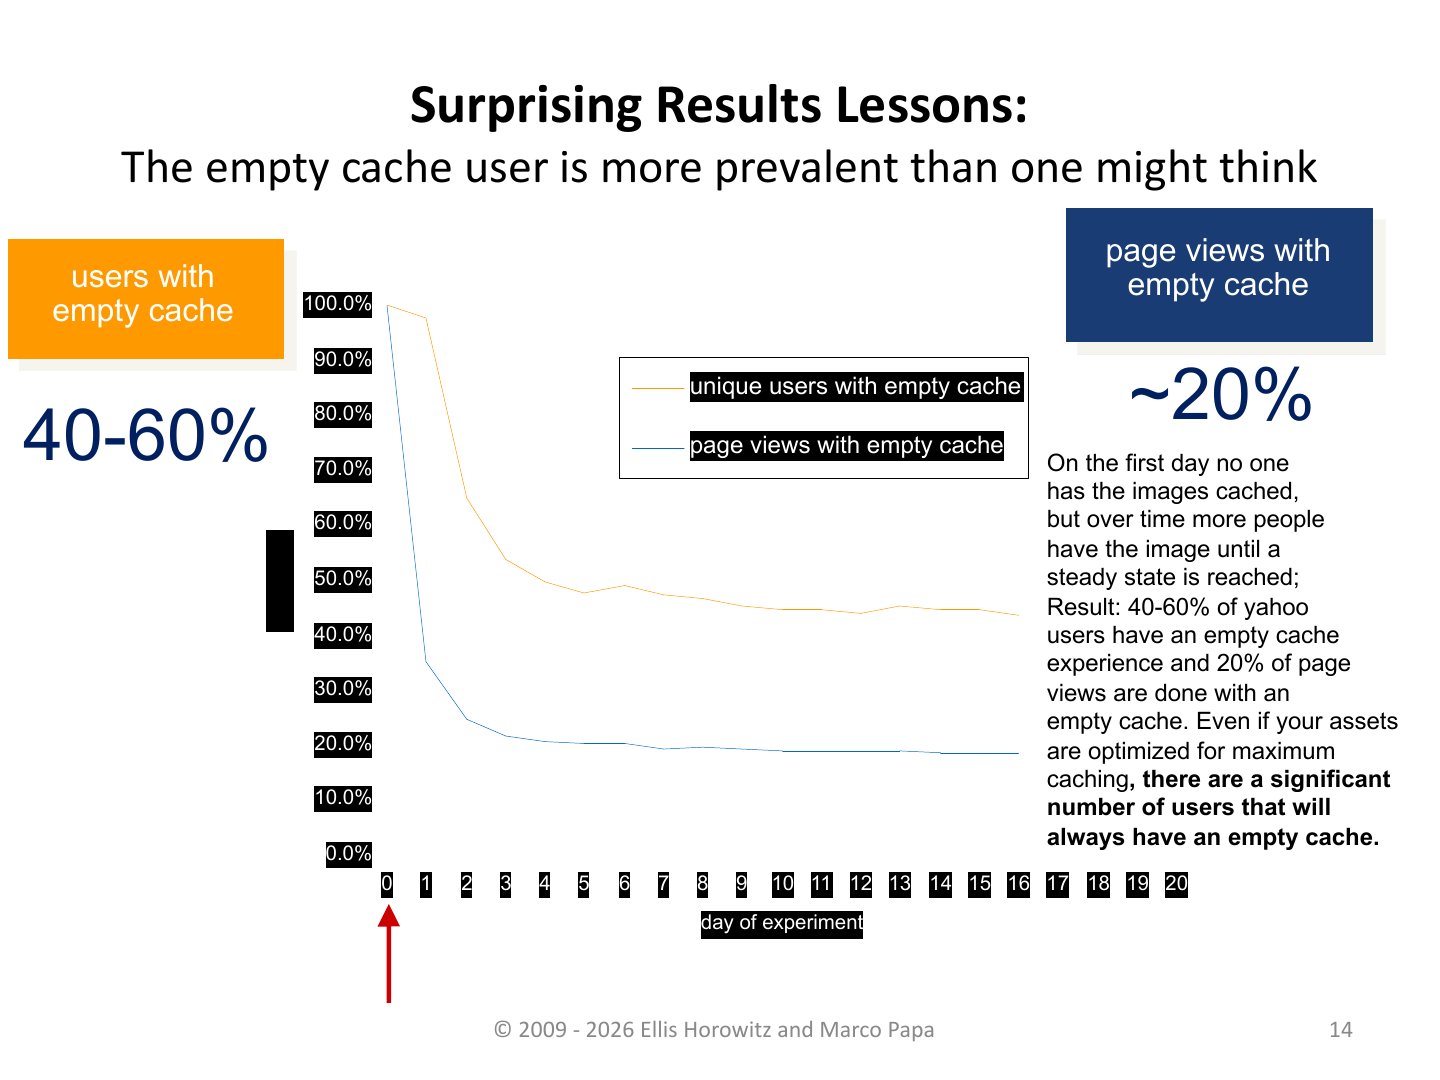 Surprising Results Lessons:
The empty cache user is more prevalent than one might think
users with
empty cache
40-60%
page views with
empty cache
~20%
100.0%
90.0%
80.0%
70.0%
60.0%
50.0%
40.0%
30.0%
20.0%
10.0%
0.0%
unique users with empty cache
page views with empty cache
0 1 2 3 4 5 6 7 8 9 10 11 12 13 14 15 16 17 18 19 20
day of experiment
On the first day no one
has the images cached,
but over time more people
have the image until a
steady state is reached;
Result: 40-60% of yahoo
users have an empty cache
experience and 20% of page
views are done with an
empty cache. Even if your assets
are optimized for maximum
caching, there are a significant
number of users that will
always have an empty cache.
© 2009 - 2026 Ellis Horowitz and Marco Papa
14